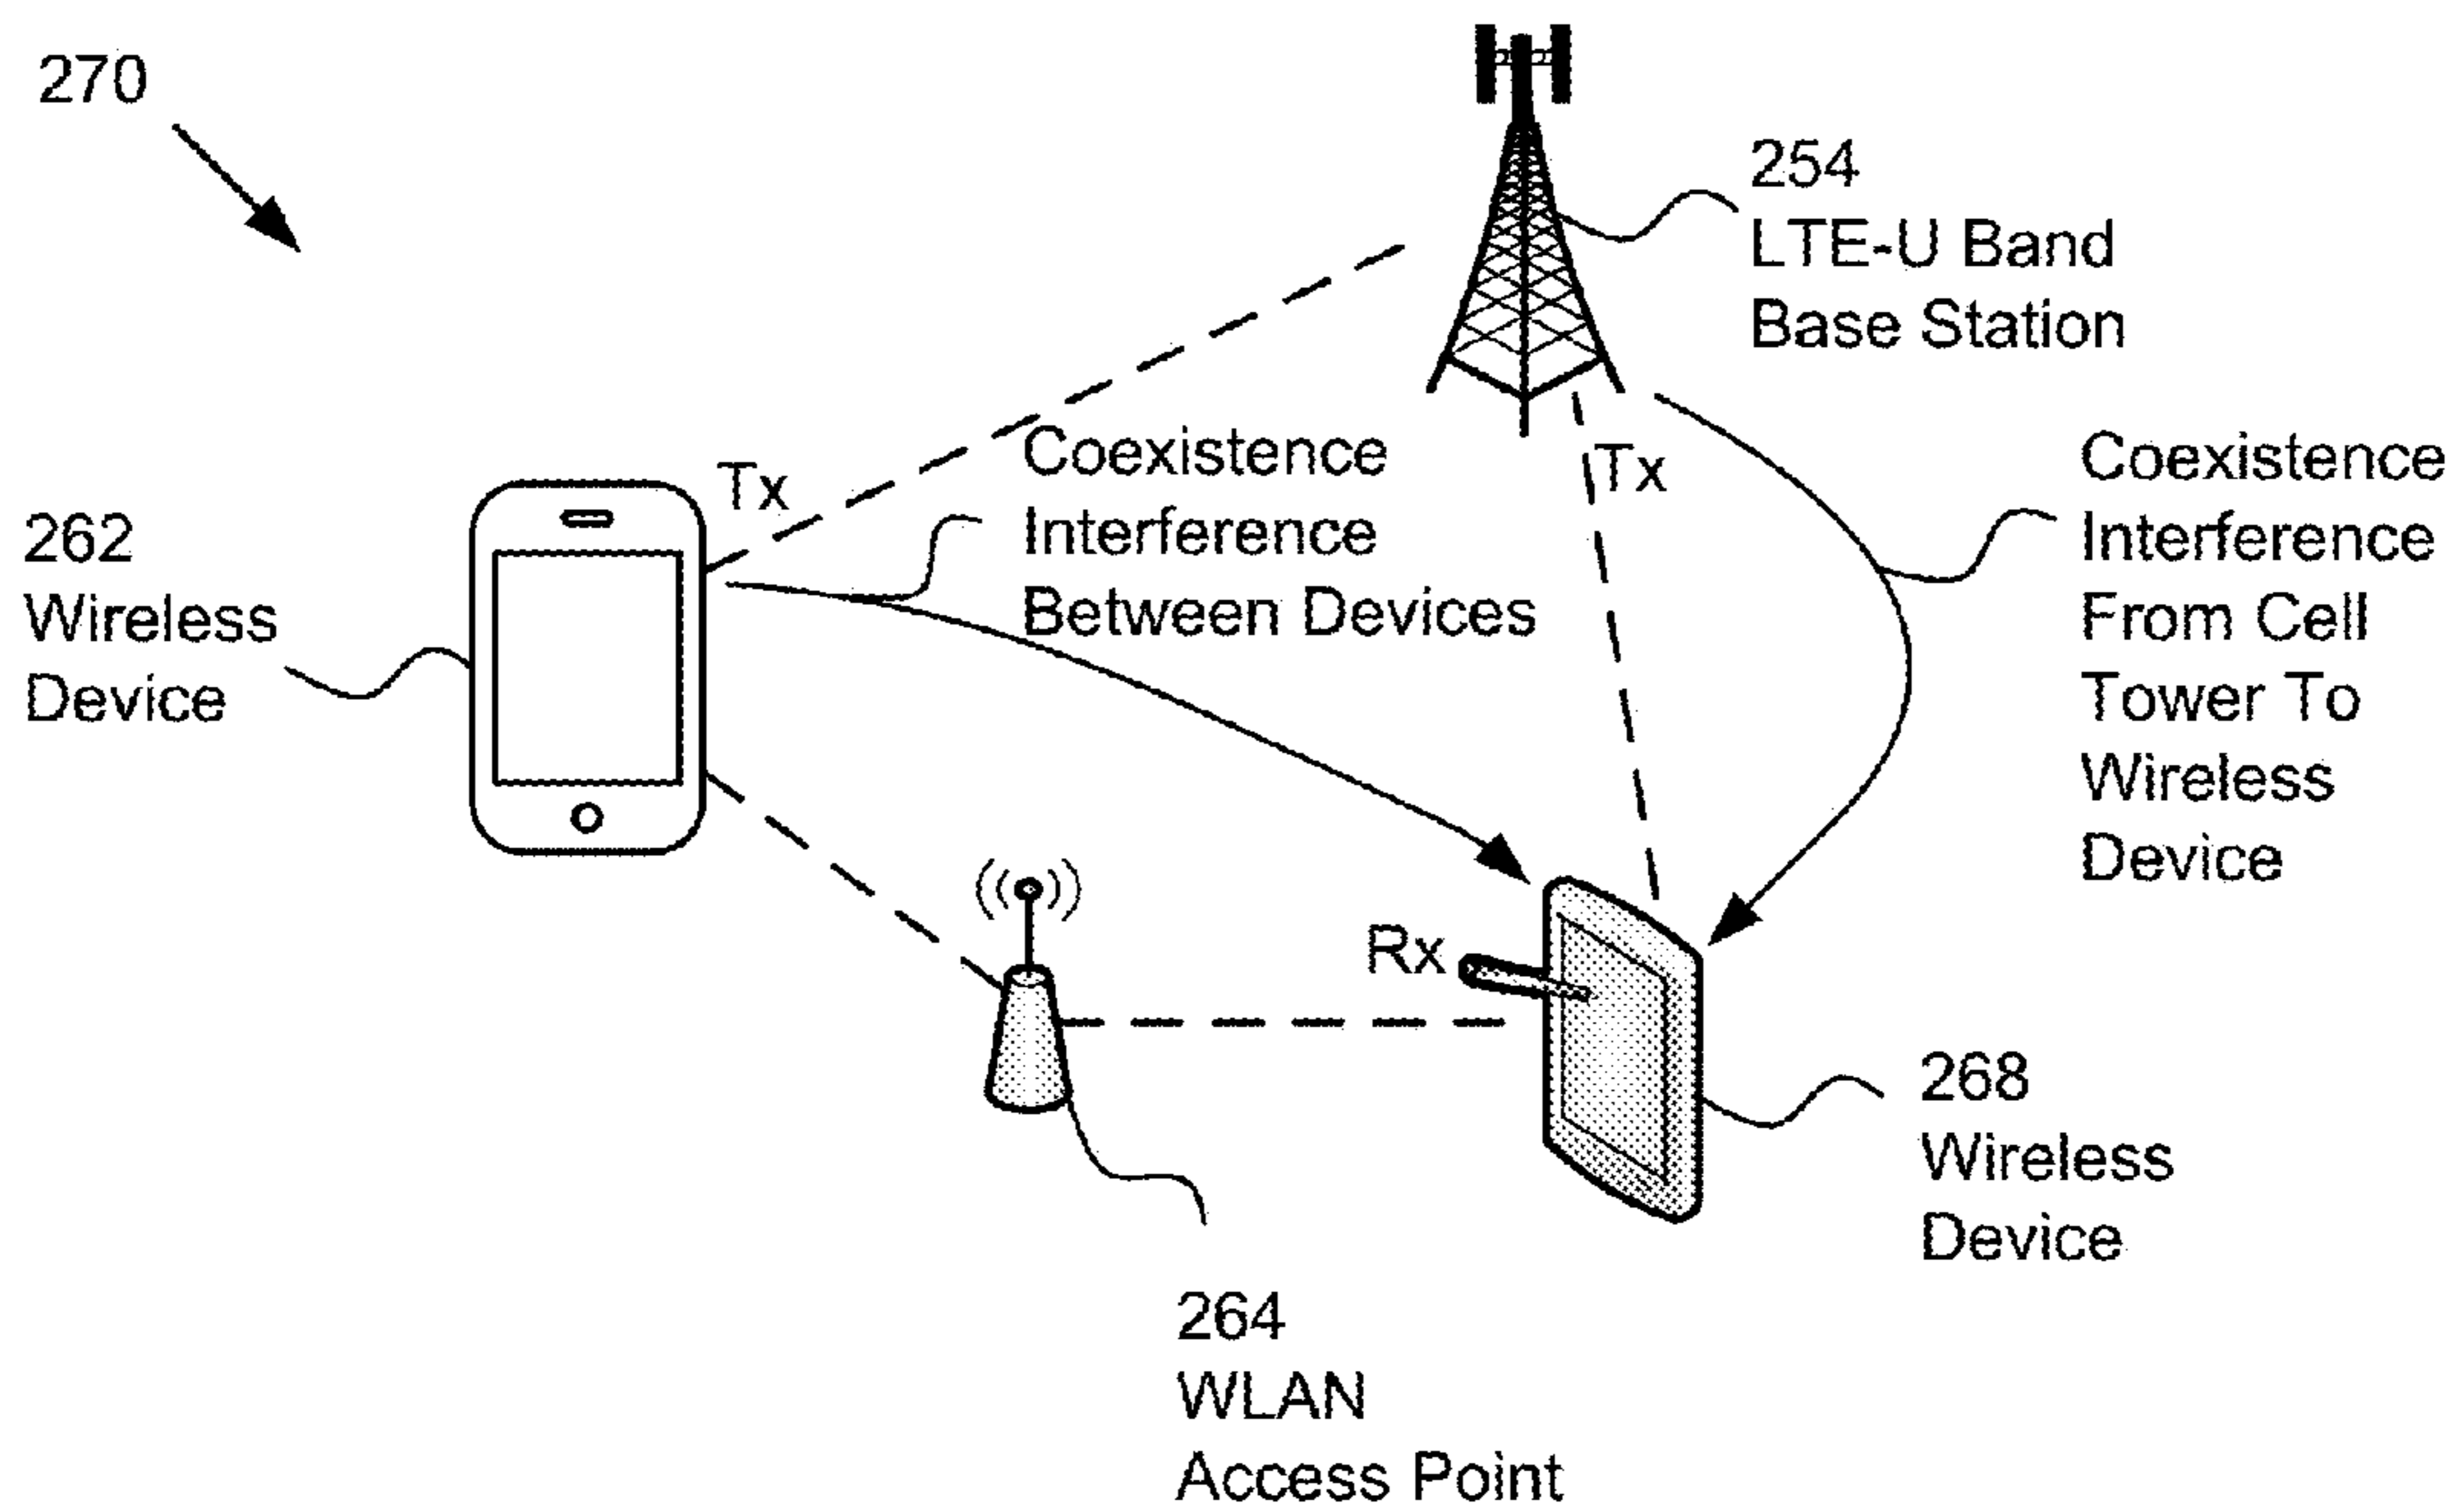 270
254
LTE-U Band
Base Station
Tx
Coexistence
Interference
Between Devices
Tx
Coexistence
Interference
From Cell
Tower To
Wireless
Device
262
Wireless
Device
Rx
268
Wireless
Device
264
WLAN
Access Point